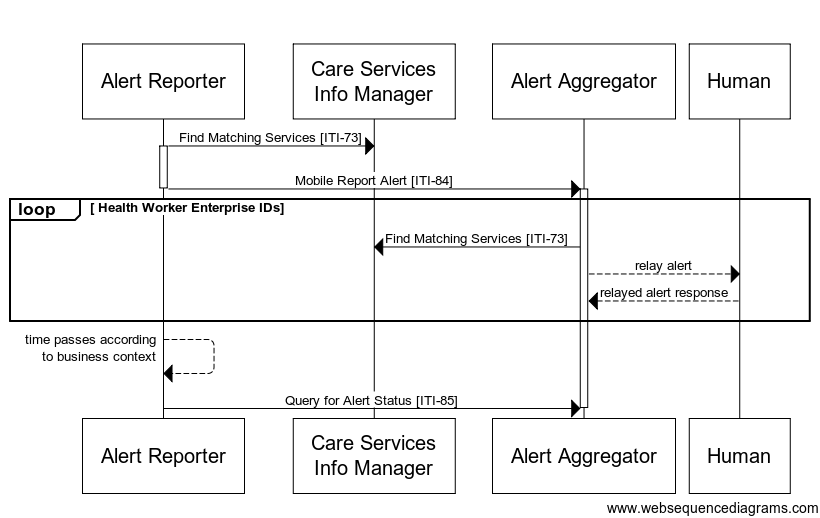 Alert Reporter
Care Services
Info Manager
Alert Aggregator
Human
Find Matching Services [ITI-73]
Mobile Report Alert [ITI-84]
loop
[ Health Worker Enterprise IDs]
Find Matching Services [ITI-73]
relay alert
relayed alert response
time passes according
to business context
Query for Alert Status [ITI-85]
Alert Reporter
Care Services
Info Manager
Alert Aggregator
Human
www.websequencediagrams.com